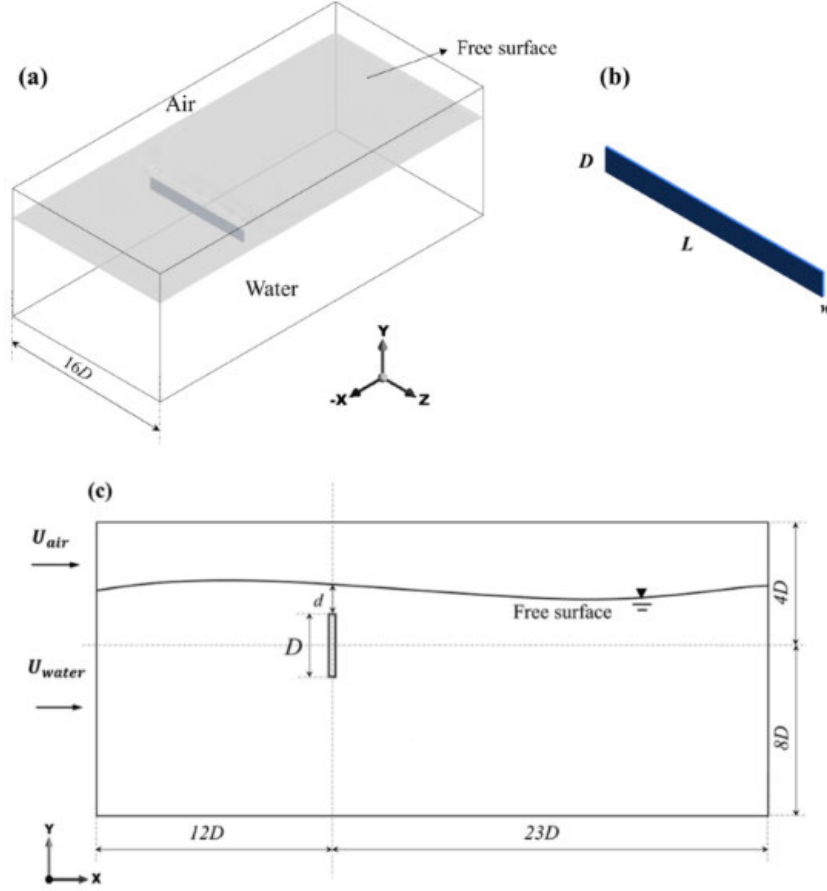 (a)
Free surface
Air
Water
16D
Y
-X
Z
(b)
D
L
(c)
U_air
d
Free surface
D
4D
U_water
8D
12D
23D
Y
X